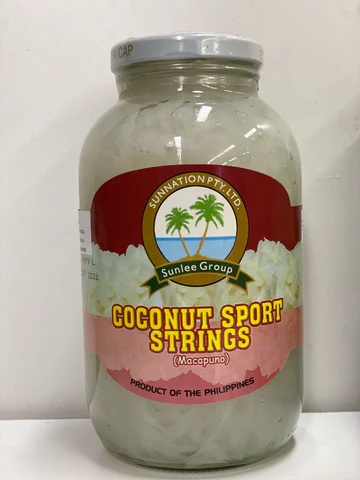 CAP
SUNNATION PTY. LTD.
Sunlee Group
COCONUT SPORT
STRINGS
(Macapuno)
PRODUCT OF THE PHILIPPINES